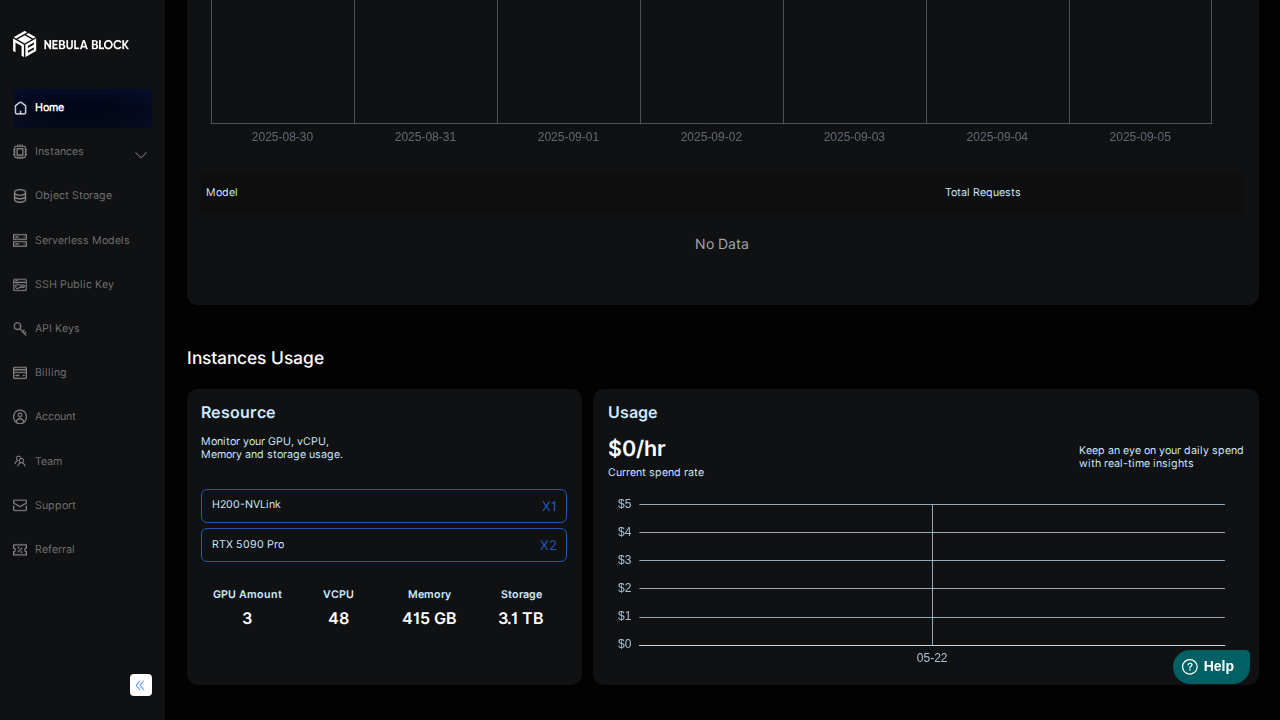 NEBULA BLOCK
Home
Instances
Object Storage
Serverless Models
SSH Public Key
API Keys
Billing
Account
Team
Support
Referral
2025-08-30 2025-08-31 2025-09-01 2025-09-02 2025-09-03 2025-09-04 2025-09-05
Model Total Requests
No Data
Instances Usage
Resource
Monitor your GPU, vCPU,
Memory and storage usage.
H200-NVLink X1
RTX 5090 Pro X2
GPU Amount VCPU Memory Storage
3 48 415 GB 3.1 TB
Usage
$0/hr
Current spend rate
Keep an eye on your daily spend
with real-time insights
$5
$4
$3
$2
$1
$0
05-22
Help